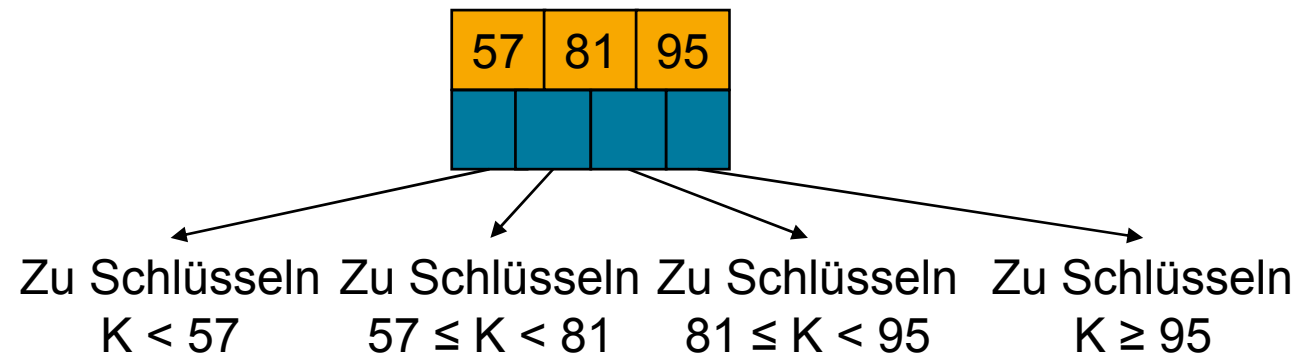 57 81 95
Zu Schlüsseln Zu Schlüsseln Zu Schlüsseln Zu Schlüsseln
K < 57 57 ≤ K < 81 81 ≤ K < 95 K ≥ 95